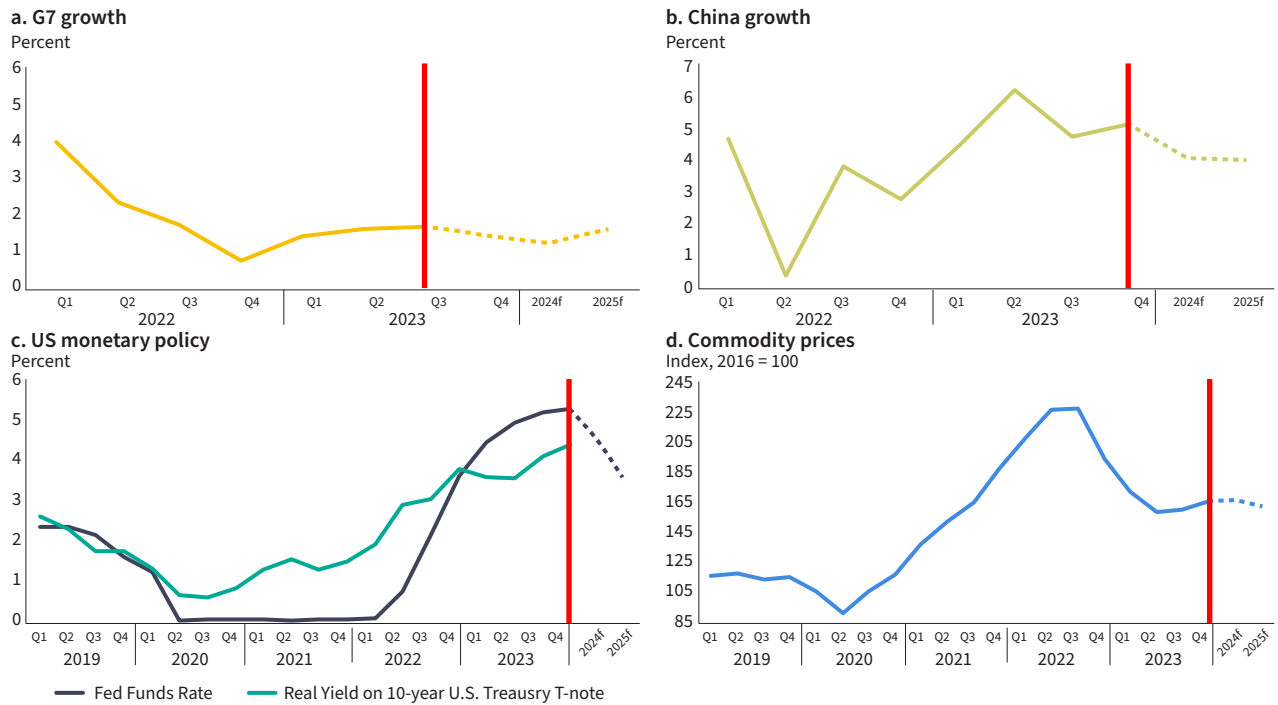 a. G7 growth
Percent
6
5
4
3
2
1
0
Q1 Q2 Q3 Q4 Q1 Q2 Q3 Q4 2024f 2025f
2022 2023
b. China growth
Percent
7
6
5
4
3
2
1
0
Q1 Q2 Q3 Q4 Q1 Q2 Q3 Q4 2024f 2025f
2022 2023
c. US monetary policy
Percent
6
5
4
3
2
1
0
Q1 Q2 Q3 Q4 Q1 Q2 Q3 Q4 Q1 Q2 Q3 Q4 Q1 Q2 Q3 Q4 Q1 Q2 Q3 Q4 2024f 2025f
2019 2020 2021 2022 2023
Fed Funds Rate Real Yield on 10-year U.S. Treausry T-note
d. Commodity prices
Index, 2016 = 100
245
225
205
185
165
145
125
105
85
Q1 Q2 Q3 Q4 Q1 Q2 Q3 Q4 Q1 Q2 Q3 Q4 Q1 Q2 Q3 Q4 Q1 Q2 Q3 Q4 2024f 2025f
2019 2020 2021 2022 2023